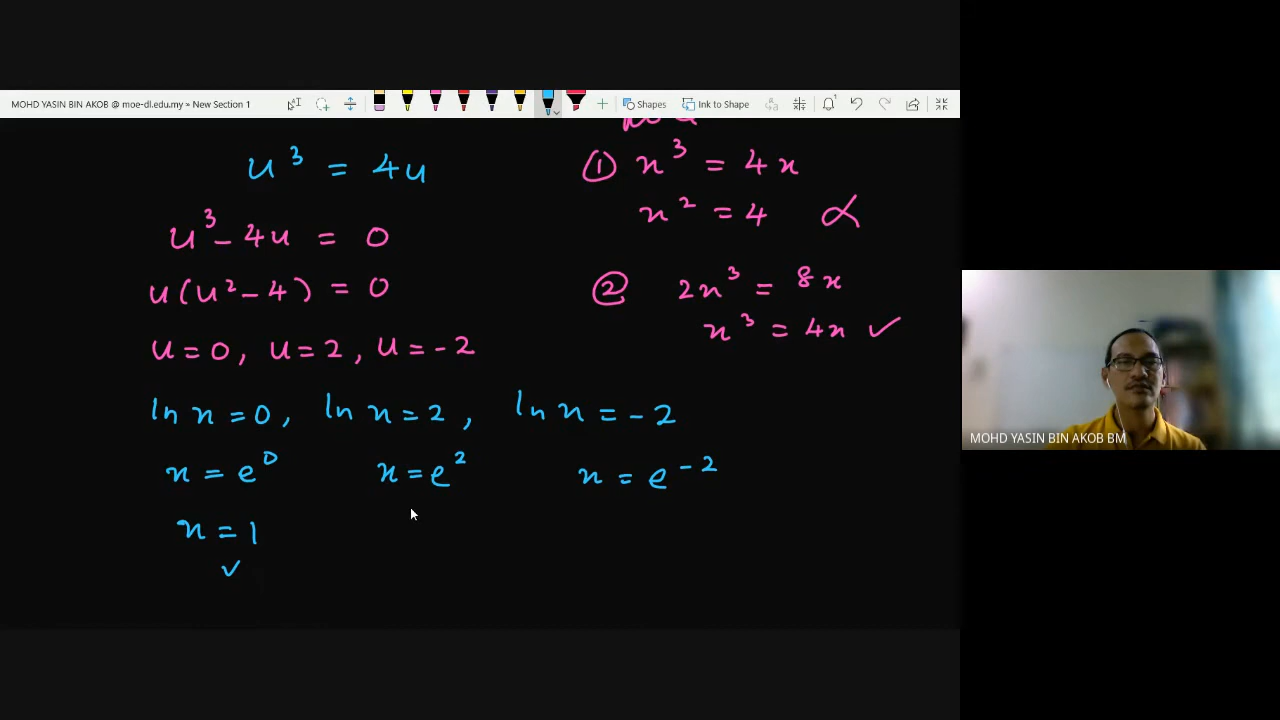 MOHD YASIN BIN AKOB @ moe-dl.edu.my » New Section 1
Shapes
Ink to Shape
u³ = 4u
u³ - 4u = 0
u(u² - 4) = 0
u = 0, u = 2, u = -2
ln x = 0, ln x = 2, ln x = -2
x = e⁰ x = e² x = e⁻²
x = 1
✓
① x³ = 4x
x² = 4
② 2x³ = 8x
x³ = 4x ✓
MOHD YASIN BIN AKOB BM